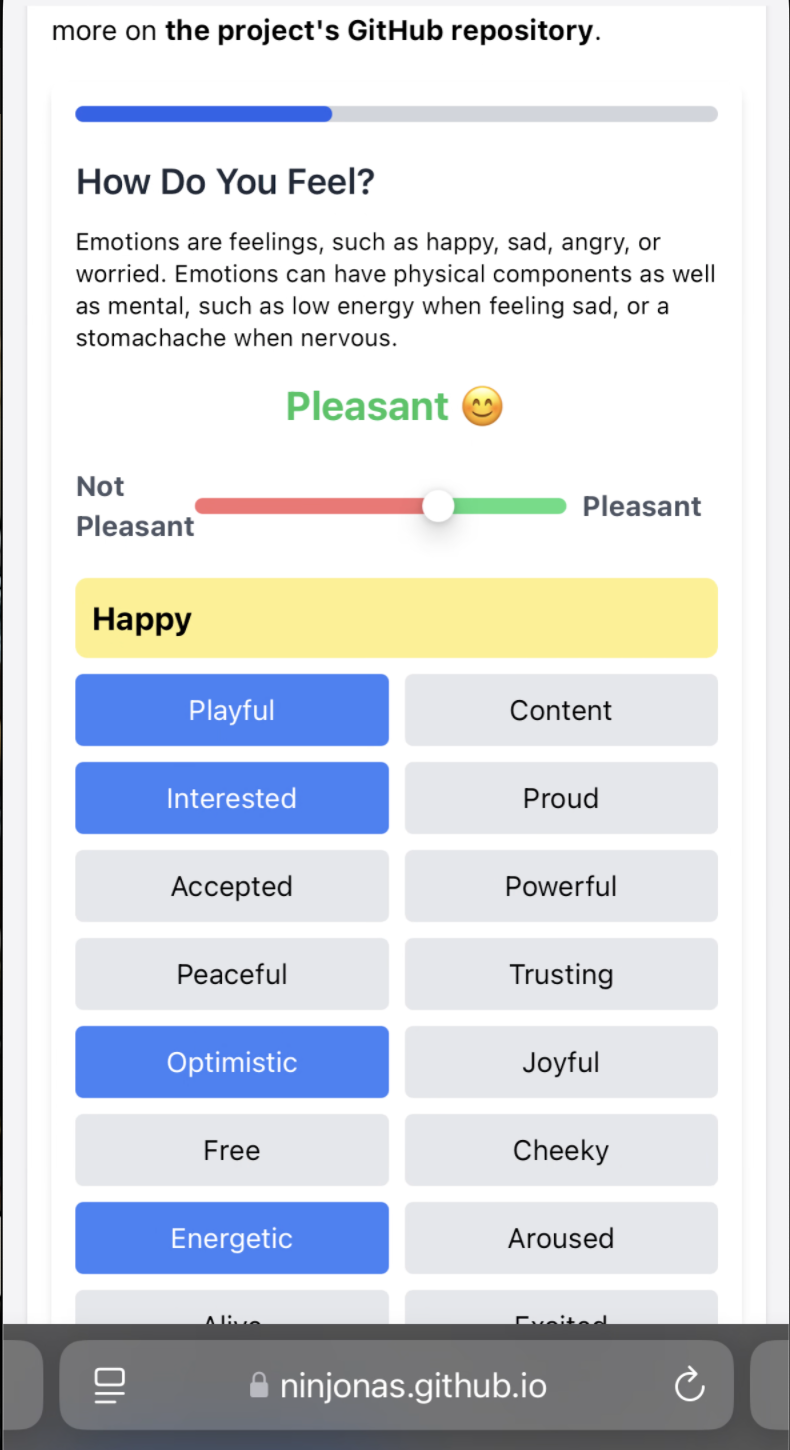 more on the project's GitHub repository.
How Do You Feel?
Emotions are feelings, such as happy, sad, angry, or
worried. Emotions can have physical components as well
as mental, such as low energy when feeling sad, or a
stomachache when nervous.
Pleasant 😊
Not
Pleasant
Pleasant
Happy
Playful
Content
Interested
Proud
Accepted
Powerful
Peaceful
Trusting
Optimistic
Joyful
Free
Cheeky
Energetic
Aroused
Alive
Excited
ninjonas.github.io